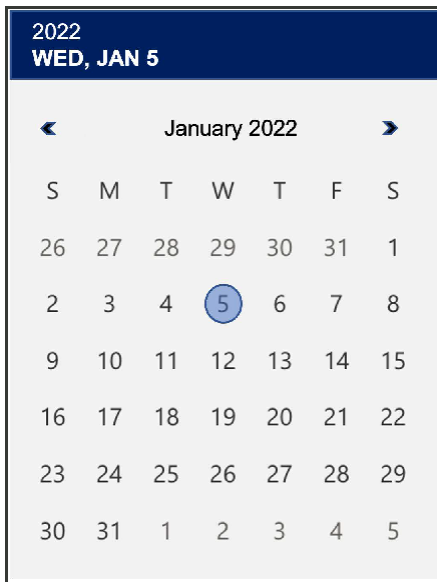 2022
WED, JAN 5
January 2022
S M T W T F S
26 27 28 29 30 31 1
2 3 4 5 6 7 8
9 10 11 12 13 14 15
16 17 18 19 20 21 22
23 24 25 26 27 28 29
30 31 1 2 3 4 5